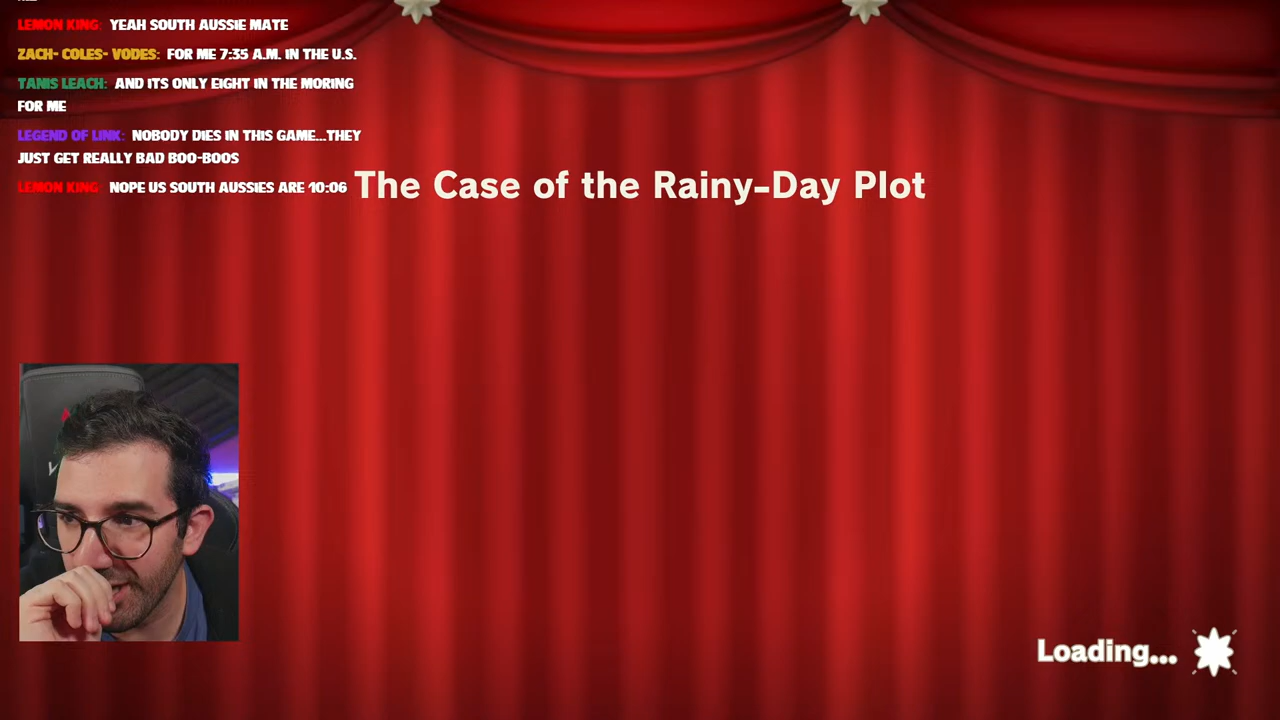 LEMON KING: YEAH SOUTH AUSSIE MATE
ZACH- COLES- VODES: FOR ME 7:35 A.M. IN THE U.S.
TANIS LEACH: AND ITS ONLY EIGHT IN THE MORING
FOR ME
LEGEND OF LINK: NOBODY DIES IN THIS GAME...THEY
JUST GET REALLY BAD BOO-BOOS
LEMON KING: NOPE US SOUTH AUSSIES ARE 10:06
The Case of the Rainy-Day Plot
Loading...